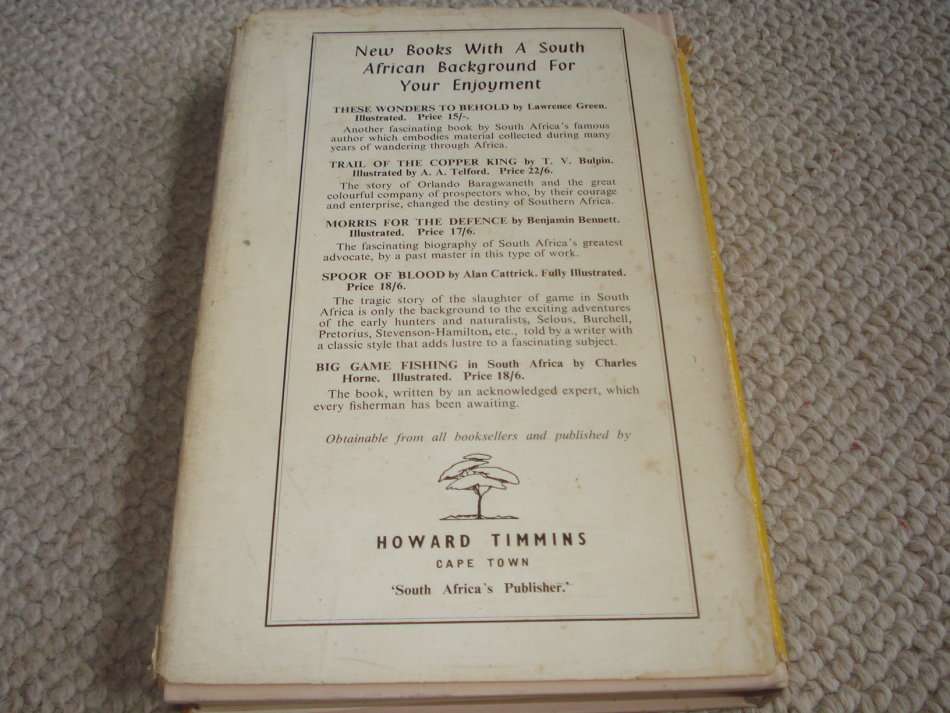 New Books With A South
African Background For
Your Enjoyment
THESE WONDERS TO BEHOLD by Lawrence Green.
Illustrated. Price 15/-.
Another fascinating book by South Africa's famous
author which embodies material collected during many
years of wandering through Africa.
TRAIL OF THE COPPER KING by T. V. Bulpin.
Illustrated by A. A. Telford. Price 22/6.
The story of Orlando Baragwaneth and the great
colourful company of prospectors who, by their courage
and enterprise, changed the destiny of Southern Africa.
MORRIS FOR THE DEFENCE by Benjamin Bennett.
Illustrated. Price 17/6.
The fascinating biography of South Africa's greatest
advocate, by a past master in this type of work.
SPOOR OF BLOOD by Alan Cattrick. Fully Illustrated.
Price 18/6.
The tragic story of the slaughter of game in South
Africa is only the background to the exciting adventures
of the early hunters and naturalists, Selous, Burchell,
Pretorius, Stevenson-Hamilton, etc., told by a writer with
a classic style that adds lustre to a fascinating subject.
BIG GAME FISHING in South Africa by Charles
Horne. Illustrated. Price 18/6.
The book, written by an acknowledged expert, which
every fisherman has been awaiting.
Obtainable from all booksellers and published by
HOWARD TIMMINS
CAPE TOWN
'South Africa's Publisher.'